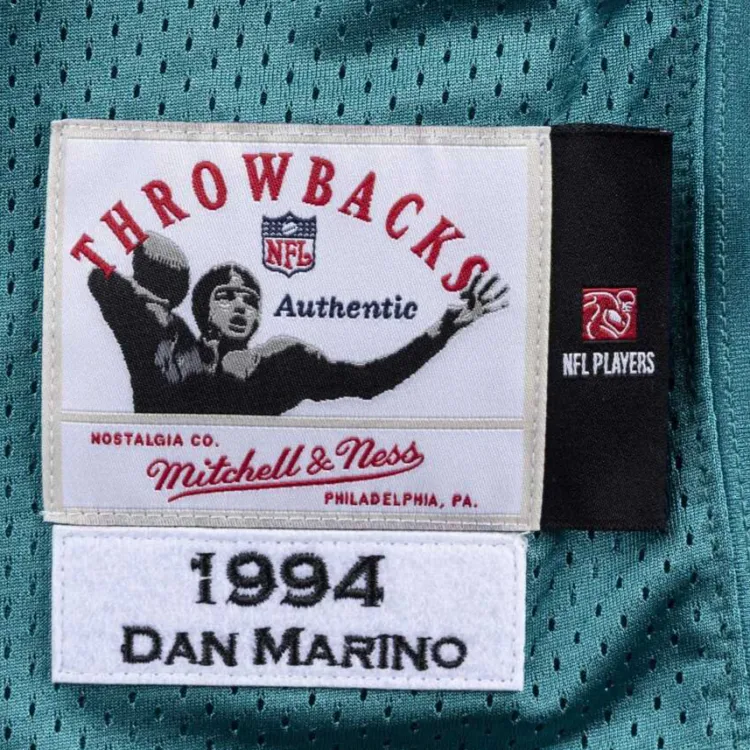 THROWBACKS
NFL
Authentic
NFL PLAYERS
NOSTALGIA CO.
Mitchell & Ness
PHILADELPHIA, PA.
1994
DAN MARINO